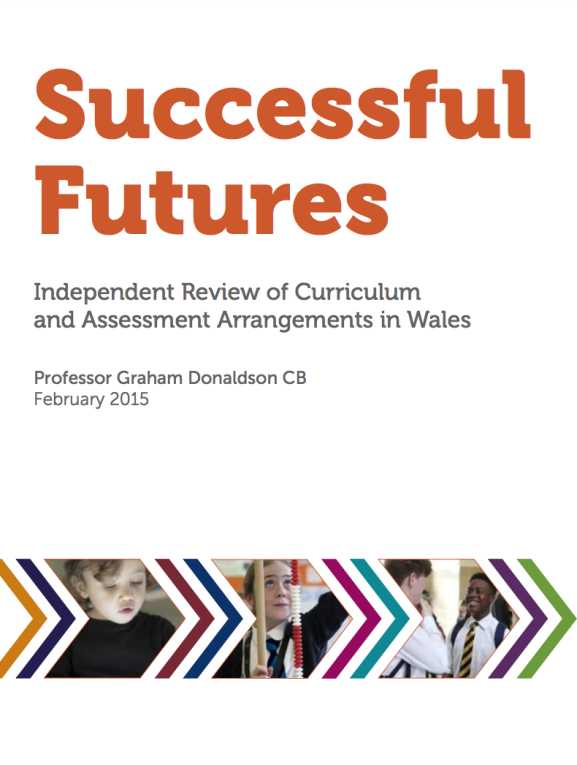 Successful
Futures
Independent Review of Curriculum
and Assessment Arrangements in Wales
Professor Graham Donaldson CB
February 2015